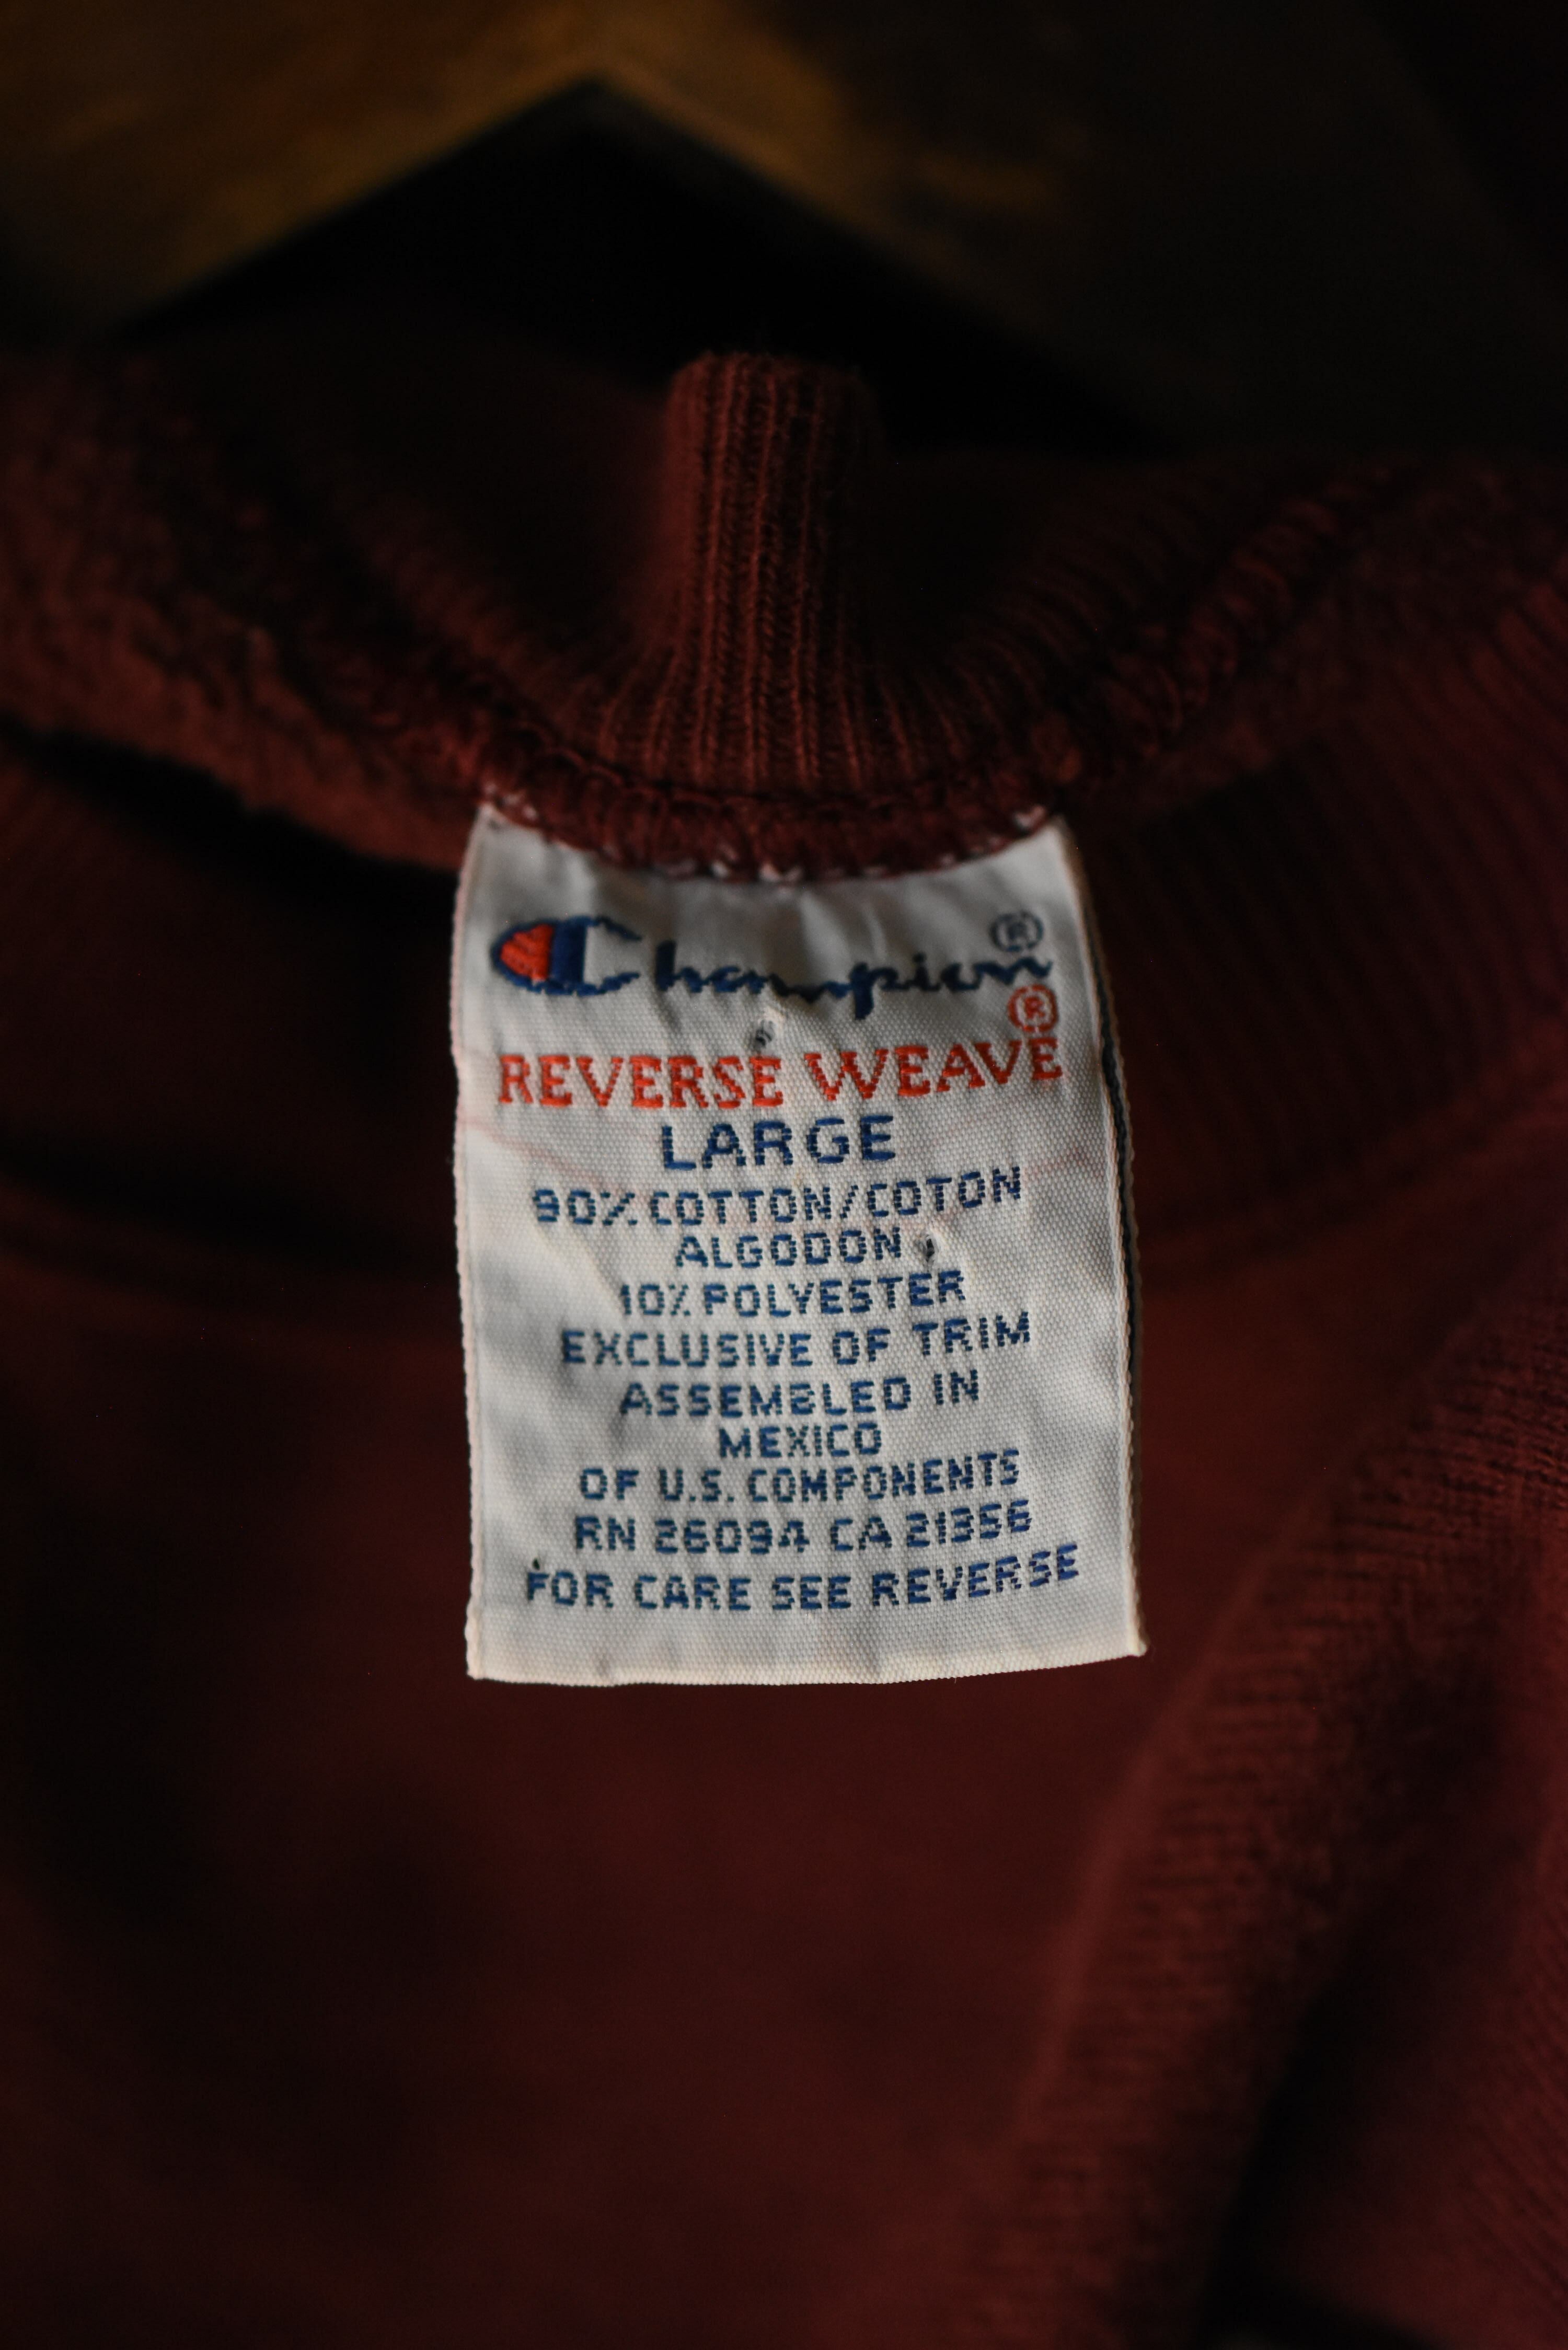 Champion®
®
REVERSE WEAVE
LARGE
90% COTTON/COTON
ALGODON
10% POLYESTER
EXCLUSIVE OF TRIM
ASSEMBLED IN
MEXICO
OF U.S. COMPONENTS
RN 26094 CA 21356
FOR CARE SEE REVERSE